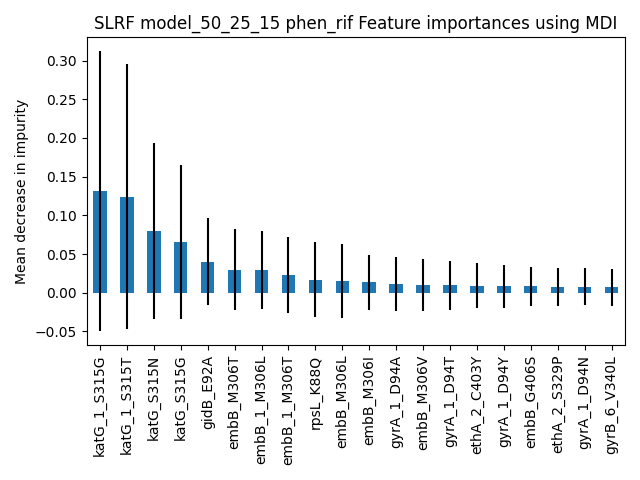 SLRF model_50_25_15 phen_rif Feature importances using MDI
Mean decrease in impurity
0.30
0.25
0.20
0.15
0.10
0.05
0.00
−0.05
katG_1_S315G
katG_1_S315T
katG_S315N
katG_S315G
gidB_E92A
embB_M306T
embB_1_M306L
embB_1_M306T
rpsL_K88Q
embB_M306L
embB_M306I
gyrA_1_D94A
embB_M306V
gyrA_1_D94T
ethA_2_C403Y
gyrA_1_D94Y
embB_G406S
ethA_2_S329P
gyrA_1_D94N
gyrB_6_V340L